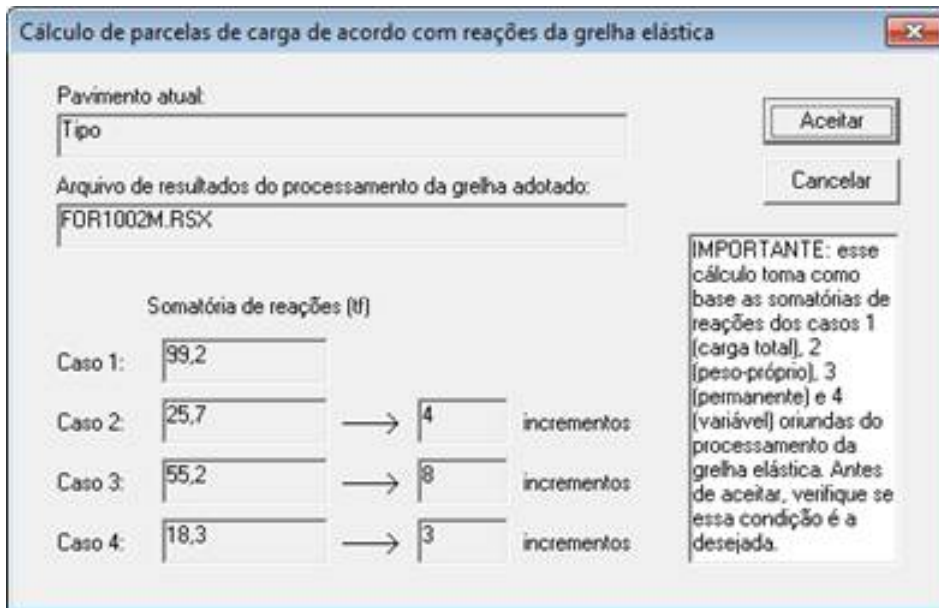 Cálculo de parcelas de carga de acordo com reações da grelha elástica
Pavimento atual:
Tipo
Arquivo de resultados do processamento da grelha adotado:
FOR1002M.RSX
Somatória de reações (tf)
Caso 1: 99,2
Caso 2: 25,7 → 4 incrementos
Caso 3: 55,2 → 8 incrementos
Caso 4: 18,3 → 3 incrementos
Aceitar
Cancelar
IMPORTANTE: esse
cálculo toma como
base as somatórias de
reações dos casos 1
(carga total), 2
(peso-próprio), 3
(permanente) e 4
(variável) oriundas do
processamento da
grelha elástica. Antes
de aceitar, verifique se
essa condição é a
desejada.